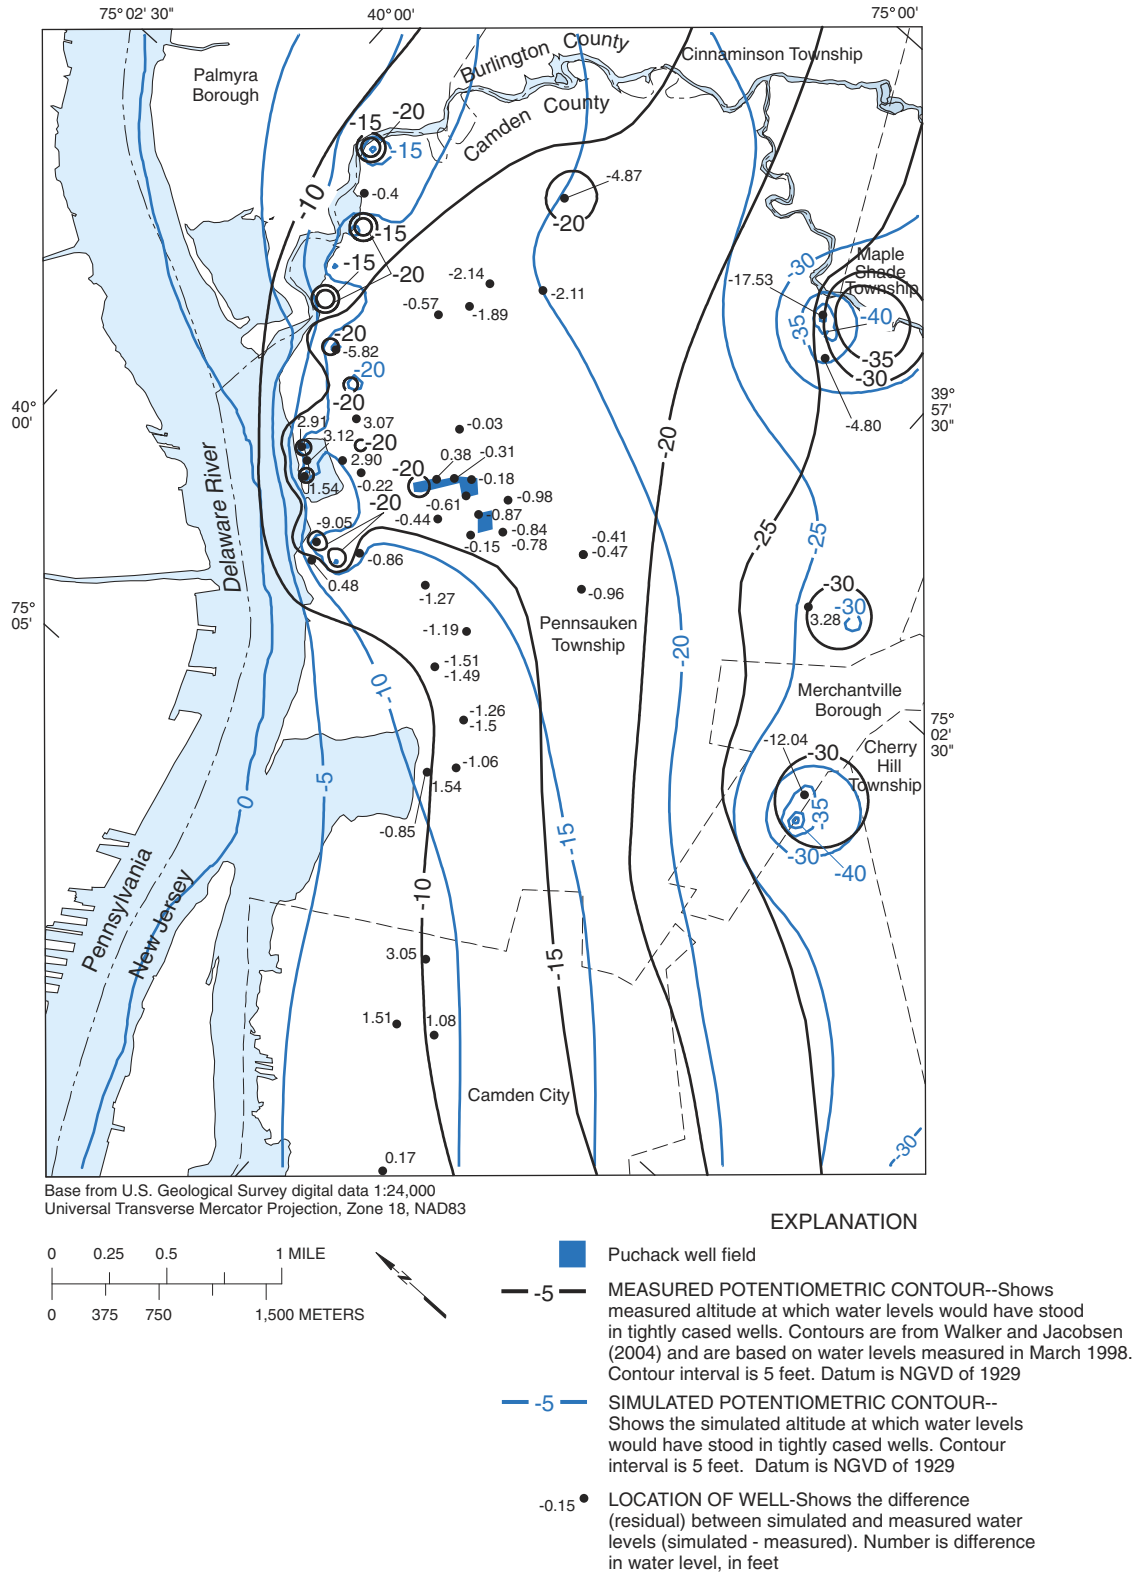 75° 02' 30"
40° 00'
75° 00'
Palmyra
Borough
Burlington County
Camden County
Cinnaminson Township
-10
-15
-20
-15
-0.4
-15
-15
-20
-4.87
-20
-2.14
-0.57
-1.89
-2.11
-30
Maple
Shade
Township
-17.53
-35
-40
-35
-30
-4.80
-20
-5.82
-20
-20
40°
00'
39°
57'
30"
2.91
3.07
3.12
-20
2.90
-0.22
1.54
-0.03
0.38
-0.31
-20
-0.18
-0.61
-0.98
-0.87
-0.44
-0.84
-0.15
-0.78
-20
-9.05
-20
-25
-25
-0.41
-0.47
-0.86
0.48
-0.96
-1.27
-30
-30
3.28
Delaware River
75°
05'
-1.19
Pennsauken
Township
-20
-1.51
-1.49
-10
Merchantville
Borough
-1.26
-1.5
75°
02'
30"
-12.04
-30
Cherry
Hill
Township
-1.06
1.54
-5
0
-0.85
-15
-35
-30
-40
Pennsylvania
New Jersey
-10
3.05
-15
1.51
1.08
Camden City
-30
0.17
Base from U.S. Geological Survey digital data 1:24,000
Universal Transverse Mercator Projection, Zone 18, NAD83
0 0.25 0.5 1 MILE
0 375 750 1,500 METERS
N
EXPLANATION
Puchack well field
-5
MEASURED POTENTIOMETRIC CONTOUR--Shows
measured altitude at which water levels would have stood
in tightly cased wells. Contours are from Walker and Jacobsen
(2004) and are based on water levels measured in March 1998.
Contour interval is 5 feet. Datum is NGVD of 1929
-5
SIMULATED POTENTIOMETRIC CONTOUR--
Shows the simulated altitude at which water levels
would have stood in tightly cased wells. Contour
interval is 5 feet. Datum is NGVD of 1929
-0.15
LOCATION OF WELL-Shows the difference
(residual) between simulated and measured water
levels (simulated - measured). Number is difference
in water level, in feet